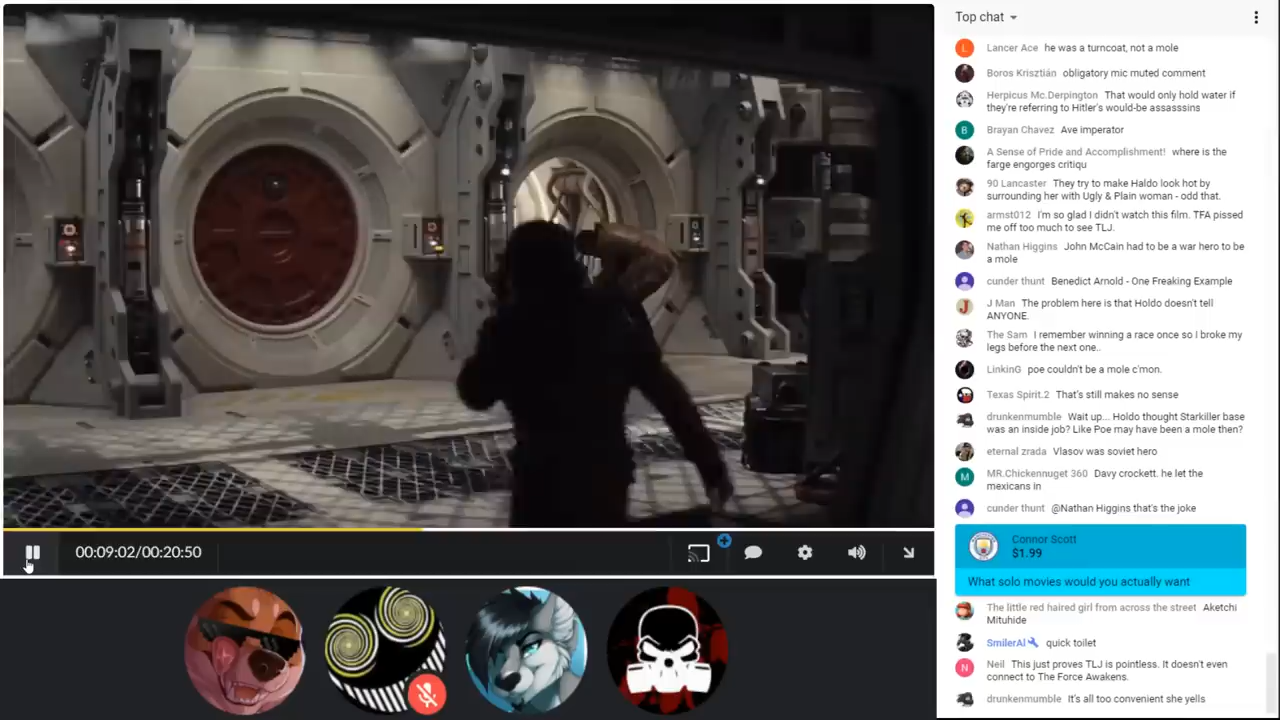 Top chat
Lancer Ace he was a turncoat, not a mole
Boros Krisztián obligatory mic muted comment
Herpicus Mc.Derpington That would only hold water if
they're referring to Hitler's would-be assasssins
B
Brayan Chavez Ave imperator
A Sense of Pride and Accomplishment! where is the
farge engorges critiqu
90 Lancaster They try to make Haldo look hot by
surrounding her with Ugly & Plain woman - odd that.
armst012 I'm so glad I didn't watch this film. TFA pissed
me off too much to see TLJ.
Nathan Higgins John McCain had to be a war hero to be
a mole
cunder thunt Benedict Arnold - One Freaking Example
J Man The problem here is that Holdo doesn't tell
ANYONE.
The Sam I remember winning a race once so I broke my
legs before the next one..
LinkinG poe couldn't be a mole c'mon.
Texas Spirit.2 That's still makes no sense
drunkenmumble Wait up... Holdo thought Starkiller base
was an inside job? Like Poe may have been a mole then?
eternal zrada Vlasov was soviet hero
M
MR.Chickennuget 360 Davy crockett. he let the
mexicans in
cunder thunt @Nathan Higgins that's the joke
Connor Scott
$1.99
What solo movies would you actually want
The little red haired girl from across the street Aketchi
Mituhide
SmilerAl quick toilet
N
Neil This just proves TLJ is pointless. It doesn't even
connect to The Force Awakens.
drunkenmumble It's all too convenient she yells
00:09:02/00:20:50